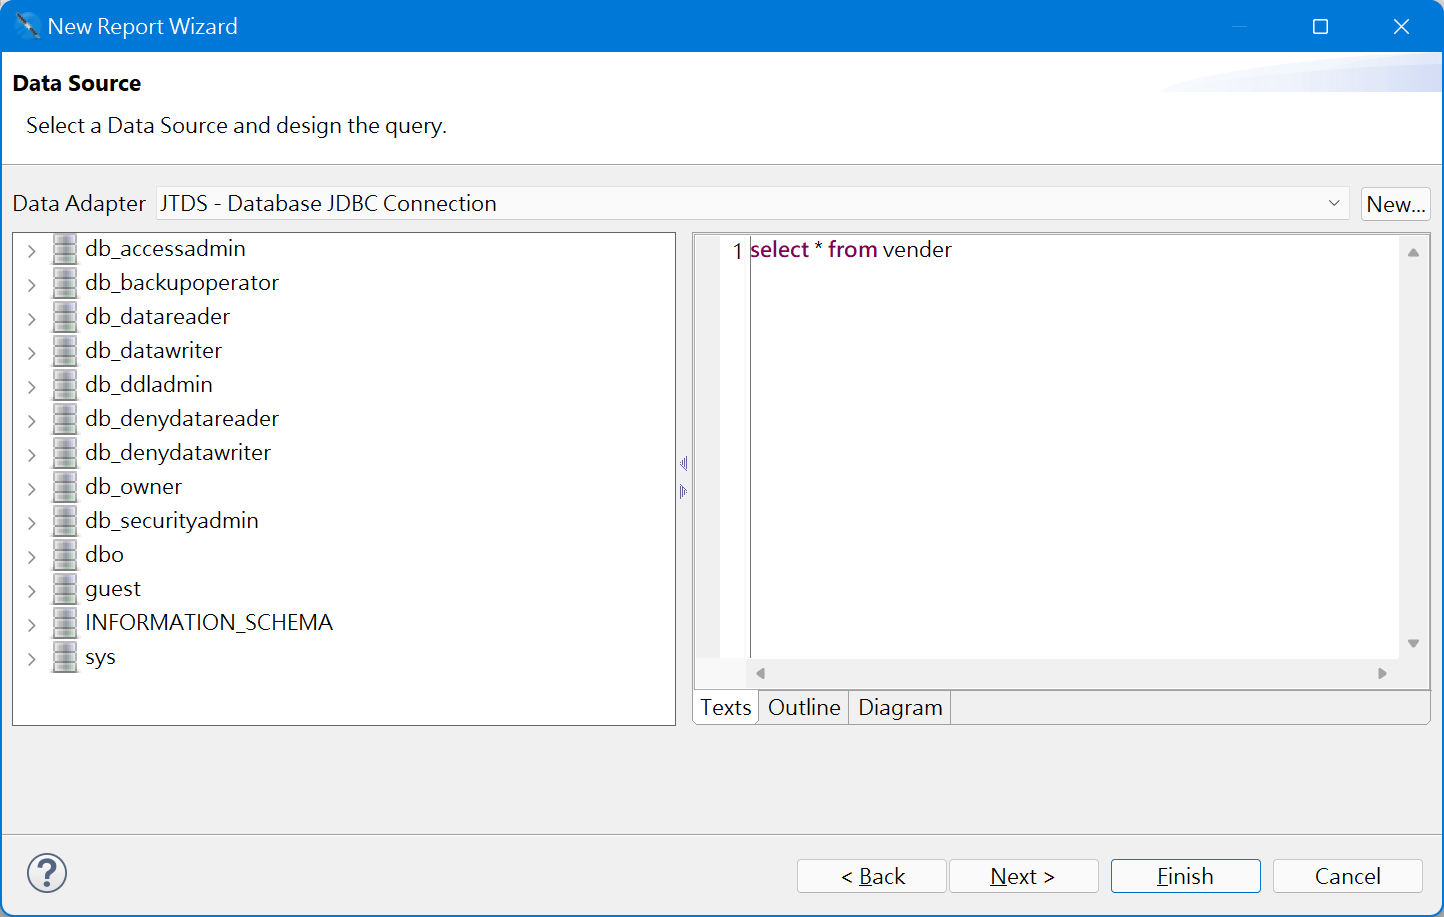 New Report Wizard
Data Source
Select a Data Source and design the query.
Data Adapter JTDS - Database JDBC Connection New...
db_accessadmin
db_backupoperator
db_datareader
db_datawriter
db_ddladmin
db_denydatareader
db_denydatawriter
db_owner
db_securityadmin
dbo
guest
INFORMATION_SCHEMA
sys
1 select * from vender
Texts Outline Diagram
? < Back Next > Finish Cancel